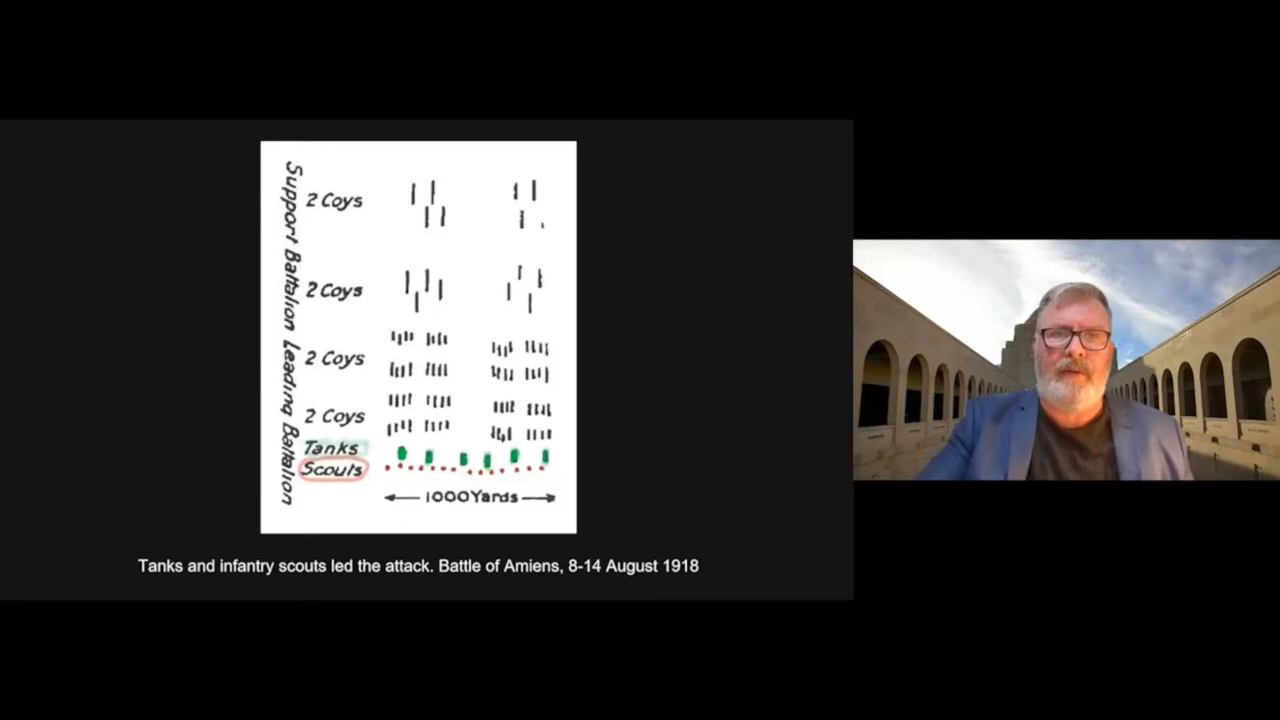 Support Battalion Leading Battalion
2 Coys
2 Coys
2 Coys
2 Coys
Tanks
Scouts
1000 Yards
Tanks and infantry scouts led the attack. Battle of Amiens, 8-14 August 1918